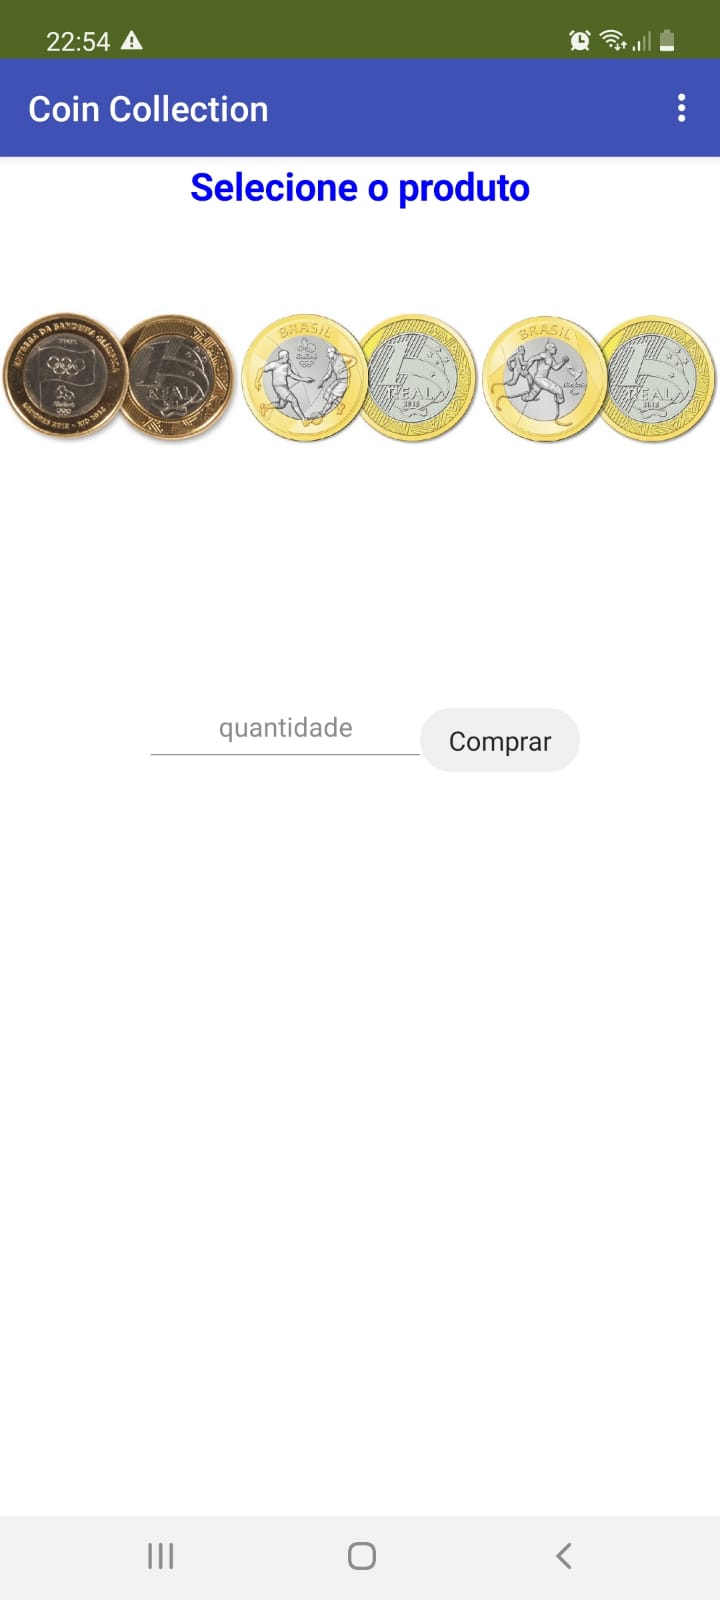 22:54
Coin Collection
Selecione o produto
ENTREGA DA BANDEIRA OLÍMPICA
LONDRES 2012 - RIO 2016
1
REAL
BRASIL
1
REAL
2015
BRASIL
1
REAL
2015
quantidade
Comprar